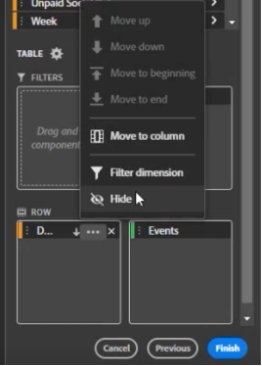 Unpaid So
Week
Move up
Move down
TABLE
Move to beginning
FILTERS
Move to end
Drag and
component
Move to column
Filter dimension
Hide
ROW
D...
Events
Cancel
Previous
Finish